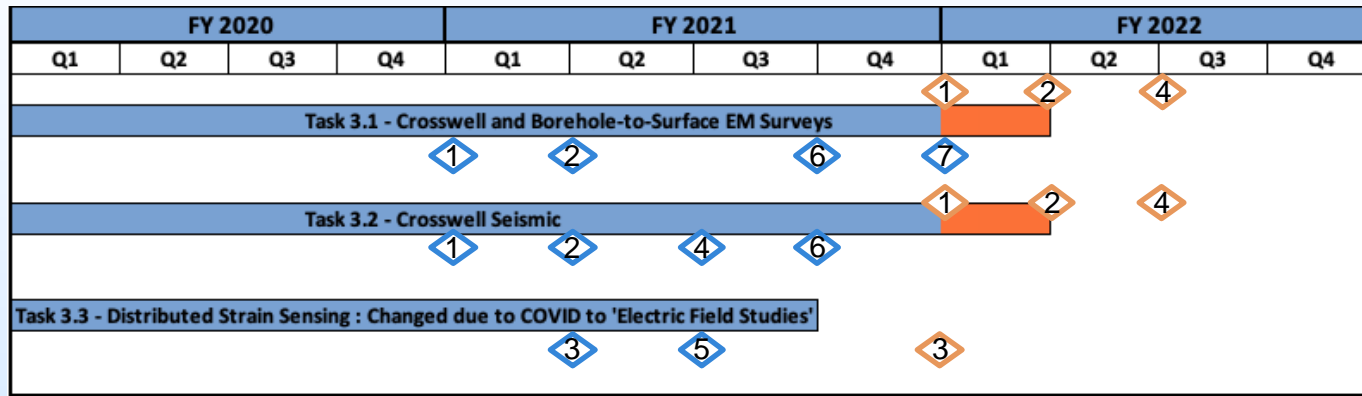 FY 2020 FY 2021 FY 2022
Q1 Q2 Q3 Q4 Q1 Q2 Q3 Q4 Q1 Q2 Q3 Q4
1 2 4
Task 3.1 - Crosswell and Borehole-to-Surface EM Surveys
1 2 6 7
1 2 4
Task 3.2 - Crosswell Seismic
1 2 4 6
Task 3.3 - Distributed Strain Sensing : Changed due to COVID to 'Electric Field Studies'
3 5 3